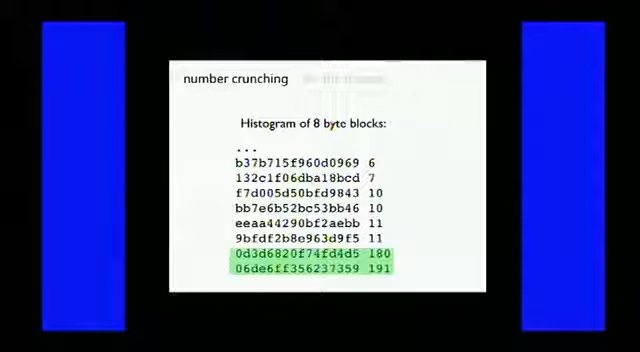 number crunching
Histogram of 8 byte blocks:
...
b37b715f960d0969 6
132c1f06dba18bcd 7
f7d005d50bfd9843 10
bb7e6b52bc53bb46 10
eeaa44290bf2aebb 11
9bfdf2b8e963d9f5 11
0d3d6820f74fd4d5 180
06de6ff356237359 191